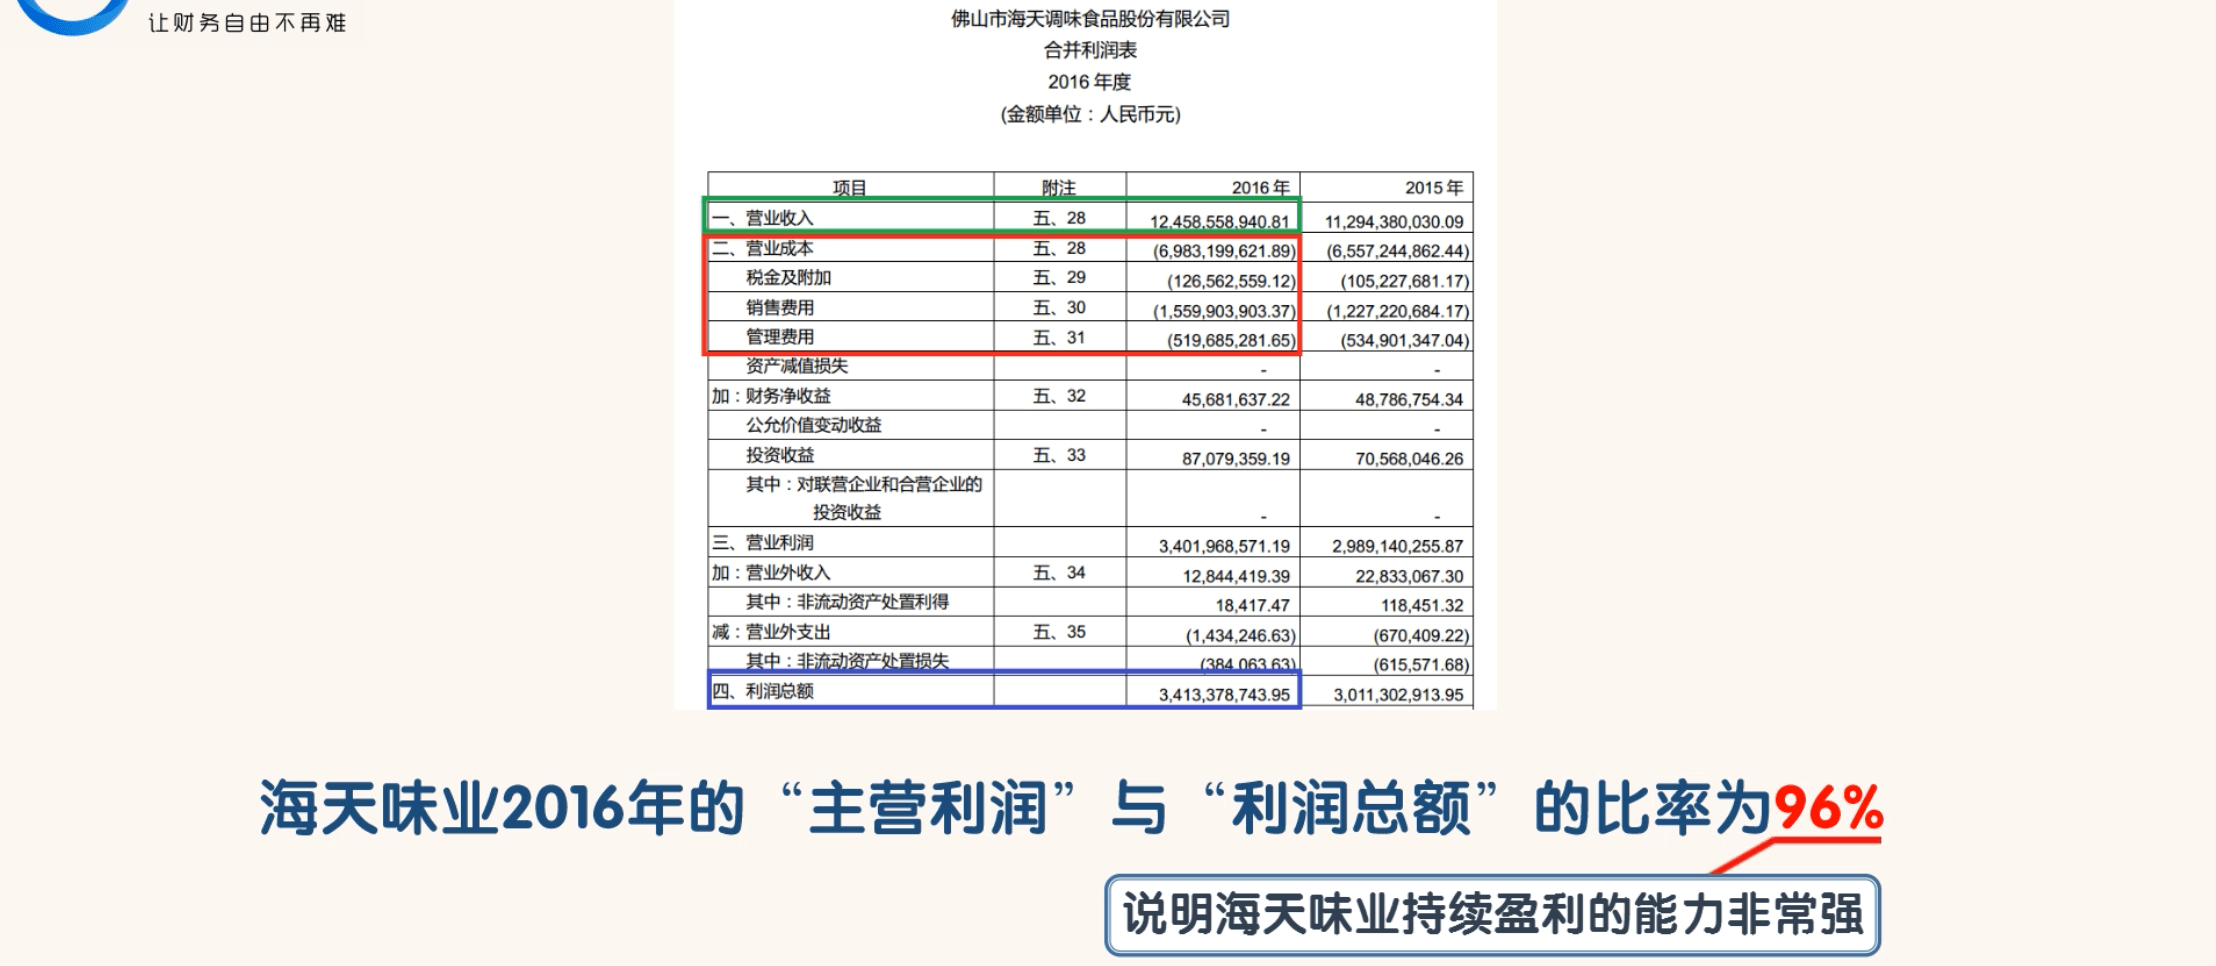 让财务自由不再难
佛山市海天调味食品股份有限公司
合并利润表
2016 年度
(金额单位：人民币元)
项目 附注 2016 年 2015 年
一、营业收入 五、28 12,458,558,940.81 11,294,380,030.09
二、营业成本 五、28 (6,983,199,621.89) (6,557,244,862.44)
税金及附加 五、29 (126,562,559.12) (105,227,681.17)
销售费用 五、30 (1,559,903,903.37) (1,227,220,684.17)
管理费用 五、31 (519,685,281.65) (534,901,347.04)
资产减值损失 - -
加：财务净收益 五、32 45,681,637.22 48,786,754.34
公允价值变动收益 - -
投资收益 五、33 87,079,359.19 70,568,046.26
其中：对联营企业和合营企业的
投资收益 - -
三、营业利润 3,401,968,571.19 2,989,140,255.87
加：营业外收入 五、34 12,844,419.39 22,833,067.30
其中：非流动资产处置利得 18,417.47 118,451.32
减：营业外支出 五、35 (1,434,246.63) (670,409.22)
其中：非流动资产处置损失 (384,063.63) (615,571.68)
四、利润总额 3,413,378,743.95 3,011,302,913.95
海天味业2016年的“主营利润”与“利润总额”的比率为96%
说明海天味业持续盈利的能力非常强